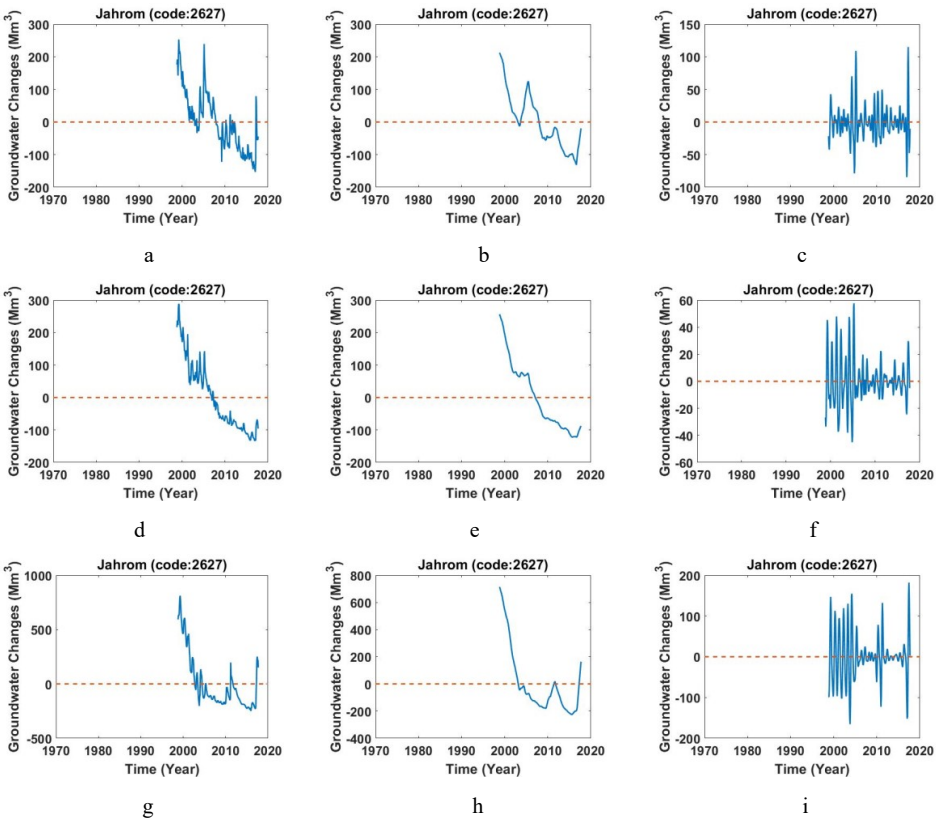 Jahrom (code:2627)
Groundwater Changes (Mm³)
300
200
100
0
-100
-200
1970 1980 1990 2000 2010 2020
Time (Year)
a
Jahrom (code:2627)
Groundwater Changes (Mm³)
300
200
100
0
-100
-200
1970 1980 1990 2000 2010 2020
Time (Year)
b
Jahrom (code:2627)
Groundwater Changes (Mm³)
150
100
50
0
-50
-100
1970 1980 1990 2000 2010 2020
Time (Year)
c
Jahrom (code:2627)
Groundwater Changes (Mm³)
300
200
100
0
-100
-200
1970 1980 1990 2000 2010 2020
Time (Year)
d
Jahrom (code:2627)
Groundwater Changes (Mm³)
300
200
100
0
-100
-200
1970 1980 1990 2000 2010 2020
Time (Year)
e
Jahrom (code:2627)
Groundwater Changes (Mm³)
60
40
20
0
-20
-40
-60
1970 1980 1990 2000 2010 2020
Time (Year)
f
Jahrom (code:2627)
Groundwater Changes (Mm³)
1000
500
0
-500
1970 1980 1990 2000 2010 2020
Time (Year)
g
Jahrom (code:2627)
Groundwater Changes (Mm³)
800
600
400
200
0
-200
-400
1970 1980 1990 2000 2010 2020
Time (Year)
h
Jahrom (code:2627)
Groundwater Changes (Mm³)
200
100
0
-100
-200
1970 1980 1990 2000 2010 2020
Time (Year)
i